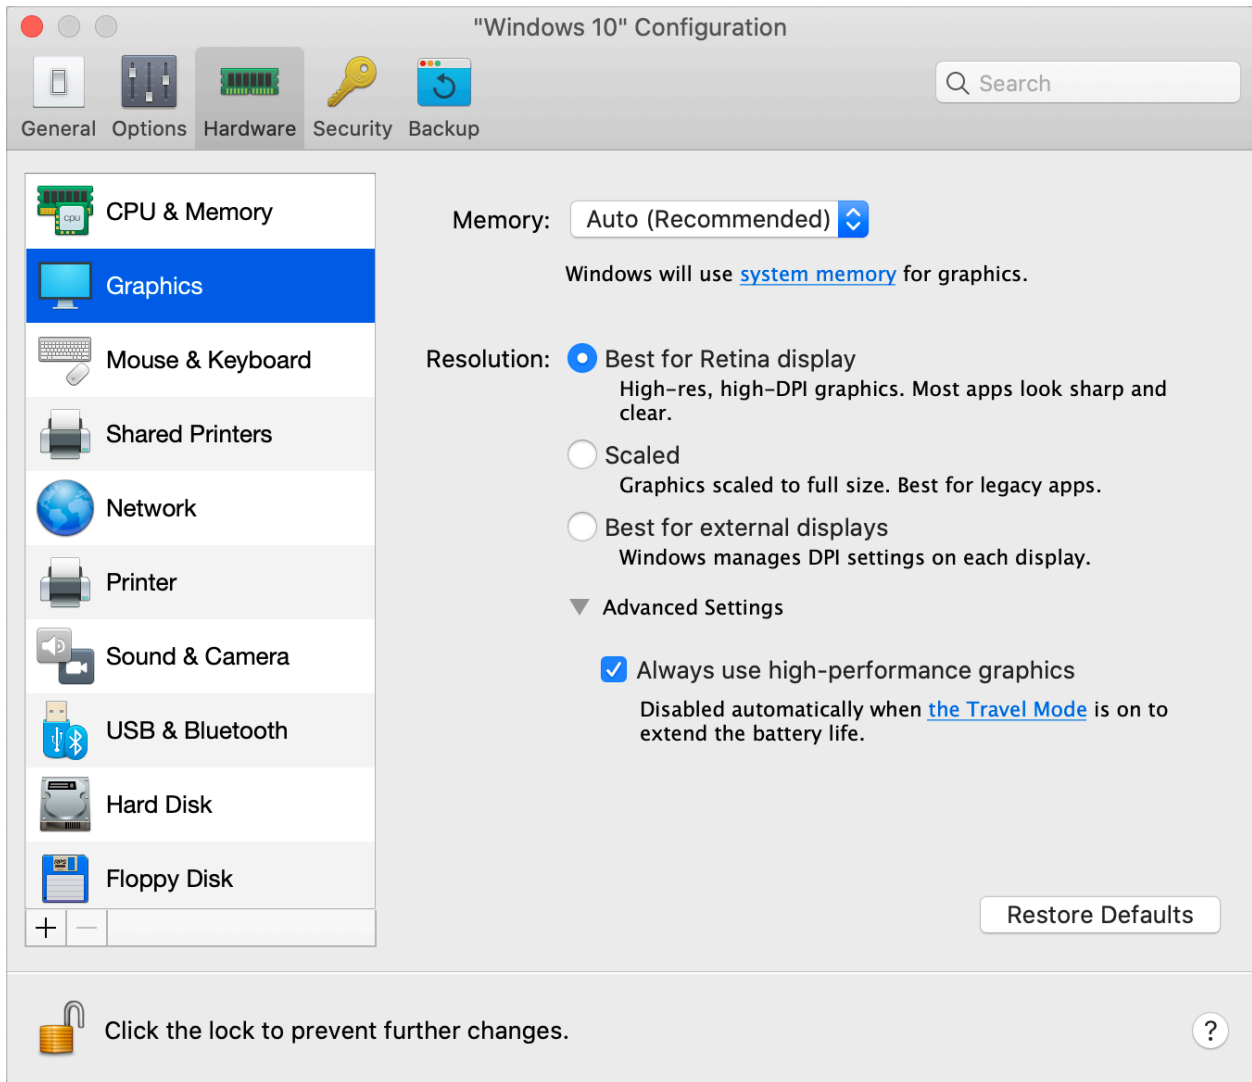 "Windows 10" Configuration
General Options Hardware Security Backup
Search
CPU & Memory
Graphics
Mouse & Keyboard
Shared Printers
Network
Printer
Sound & Camera
USB & Bluetooth
Hard Disk
Floppy Disk
Memory: Auto (Recommended)
Windows will use system memory for graphics.
Resolution: Best for Retina display
High-res, high-DPI graphics. Most apps look sharp and
clear.
Scaled
Graphics scaled to full size. Best for legacy apps.
Best for external displays
Windows manages DPI settings on each display.
Advanced Settings
Always use high-performance graphics
Disabled automatically when the Travel Mode is on to
extend the battery life.
Restore Defaults
Click the lock to prevent further changes.
?